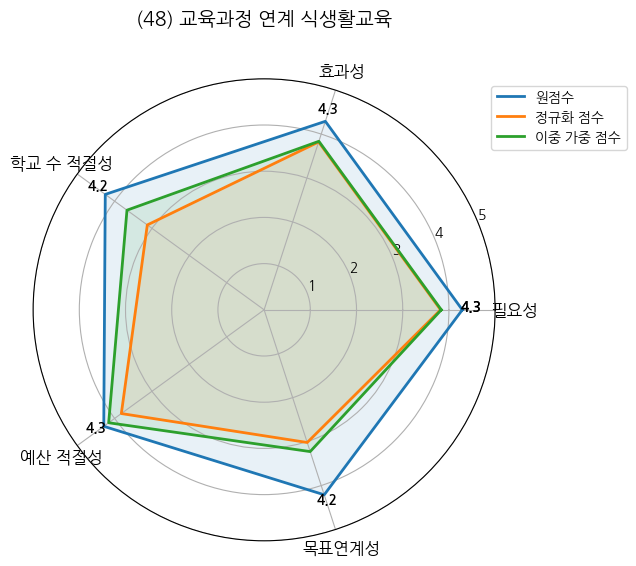 (48) 교육과정 연계 식생활교육
원점수
정규화 점수
이중 가중 점수
효과성
4.3
학교 수 적절성
4.2
5
4
3
2
1
4.3
필요성
4.3
예산 적절성
4.2
목표연계성